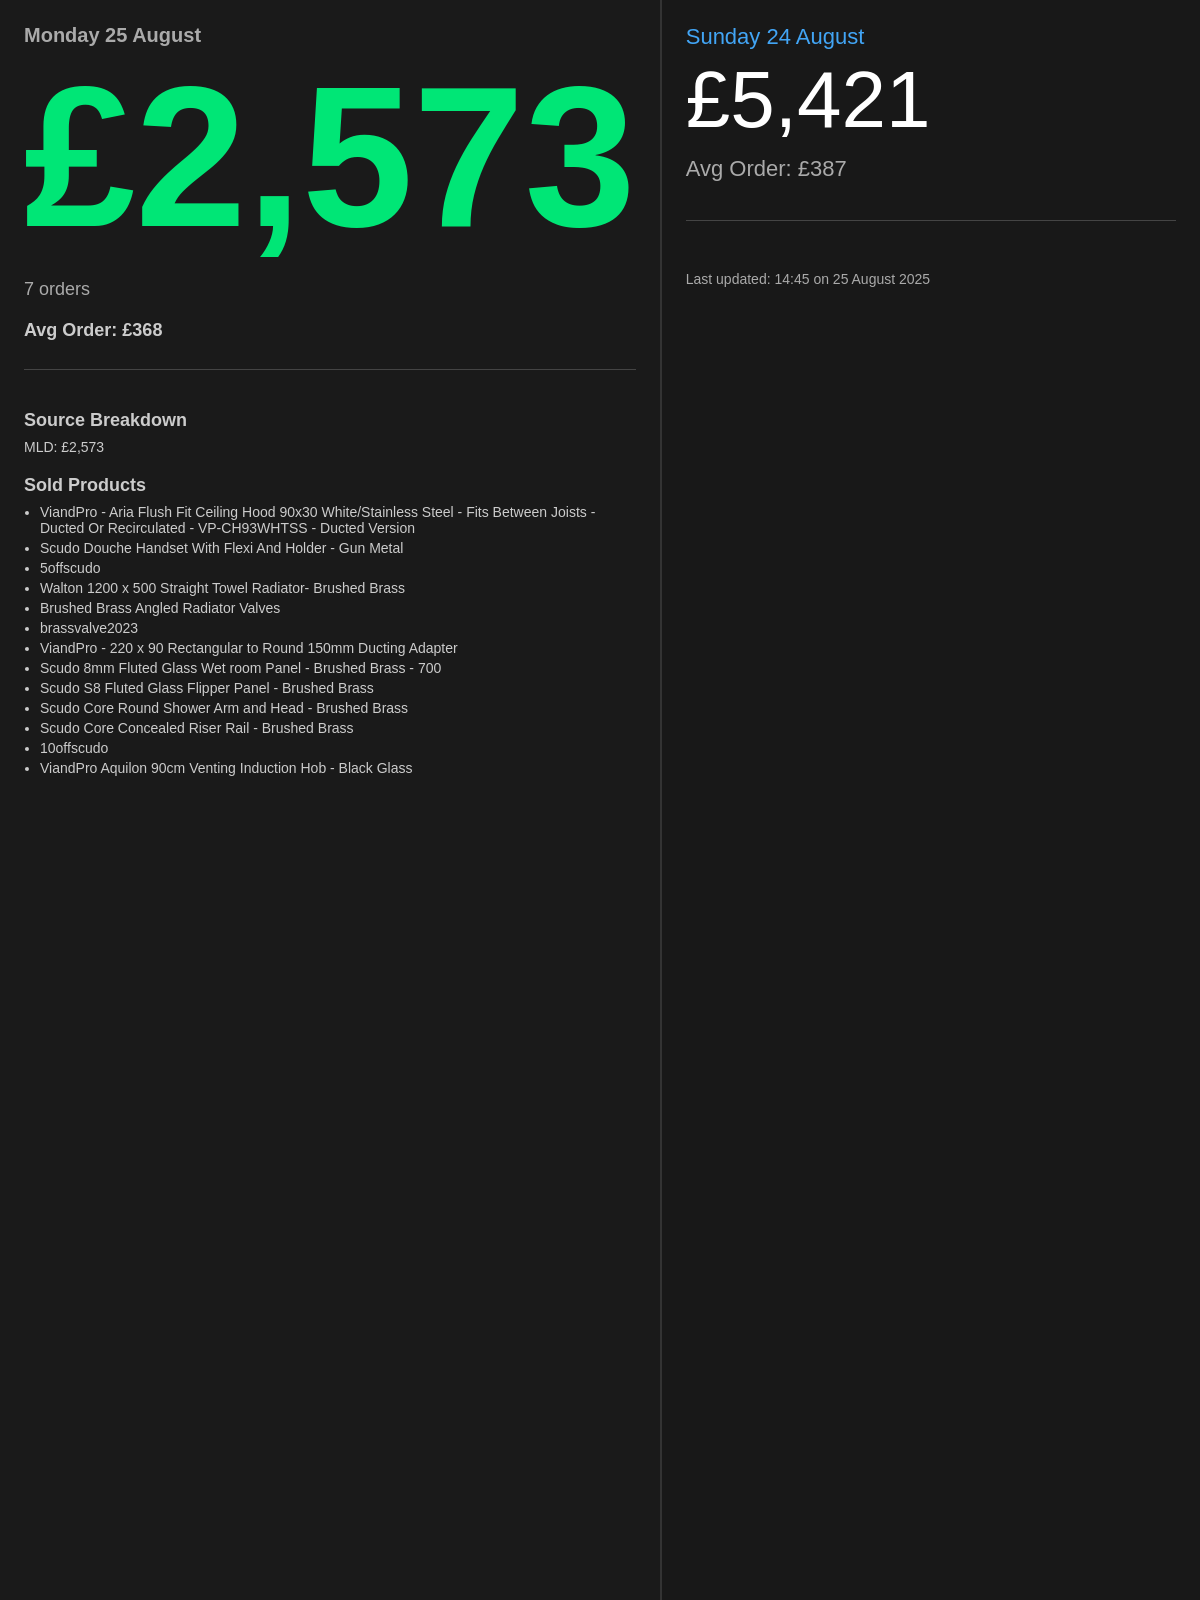 Monday 25 August
£2,573
7 orders
Avg Order: £368
Source Breakdown
MLD: £2,573
Sold Products
• ViandPro - Aria Flush Fit Ceiling Hood 90x30 White/Stainless Steel - Fits Between Joists -
Ducted Or Recirculated - VP-CH93WHTSS - Ducted Version
• Scudo Douche Handset With Flexi And Holder - Gun Metal
• 5offscudo
• Walton 1200 x 500 Straight Towel Radiator- Brushed Brass
• Brushed Brass Angled Radiator Valves
• brassvalve2023
• ViandPro - 220 x 90 Rectangular to Round 150mm Ducting Adapter
• Scudo 8mm Fluted Glass Wet room Panel - Brushed Brass - 700
• Scudo S8 Fluted Glass Flipper Panel - Brushed Brass
• Scudo Core Round Shower Arm and Head - Brushed Brass
• Scudo Core Concealed Riser Rail - Brushed Brass
• 10offscudo
• ViandPro Aquilon 90cm Venting Induction Hob - Black Glass
Sunday 24 August
£5,421
Avg Order: £387
Last updated: 14:45 on 25 August 2025